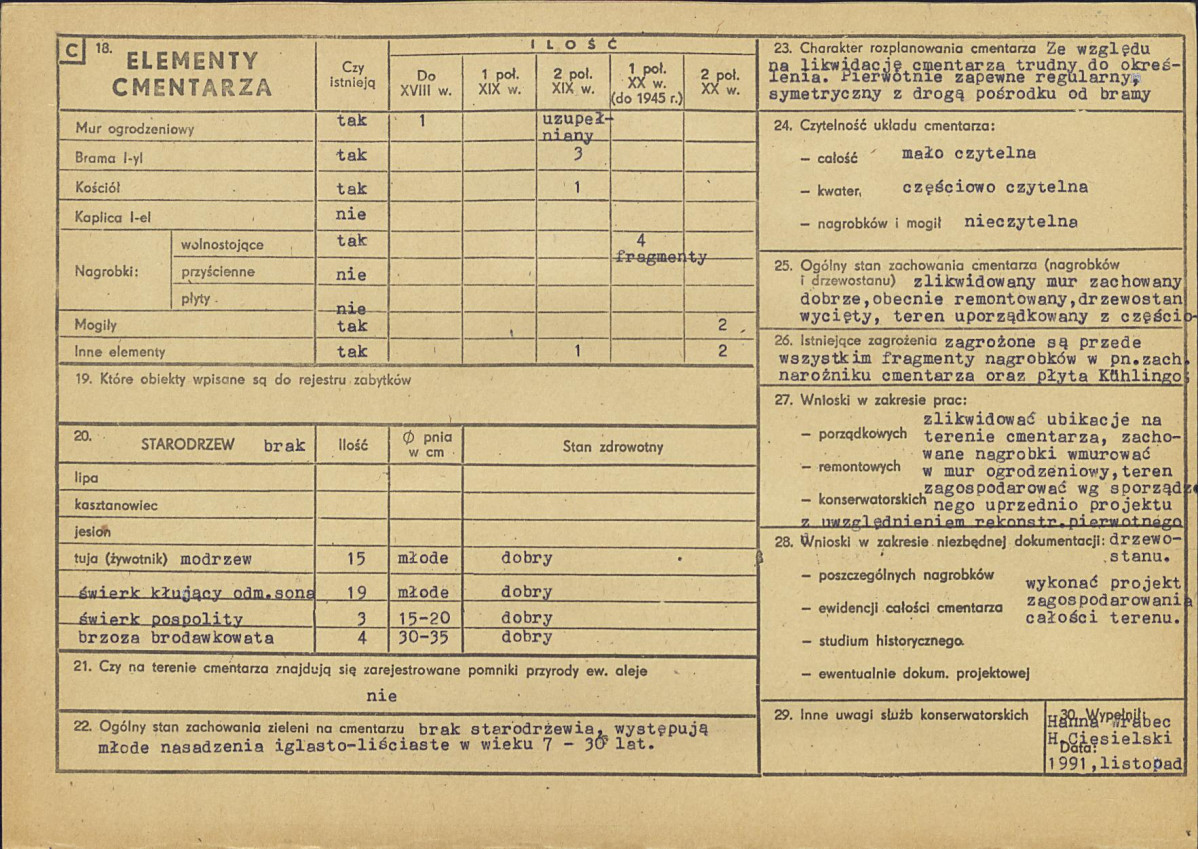 C 18. ELEMENTY
CMENTARZA
Czy
istnieją
I L O Ś Ć
Do
XVIII w.
1 poł.
XIX w.
2 poł.
XIX w.
1 poł.
XX w.
(do 1945 r.)
2 poł.
XX w.
Mur ogrodzeniowy tak 1 uzupeł-
niany
Brama I-yl tak 3
Kościół tak 1
Kaplica I-el nie
Nagrobki: wolnostojące tak 4
fragmenty
przyścienne nie
płyty nie
Mogiły tak 2
Inne elementy tak 1 2
19. Które obiekty wpisane są do rejestru zabytków
20. STARODRZEW brak Ilość Ø pnia
w cm Stan zdrowotny
lipa
kasztanowiec
jesion
tuja (żywotnik) modrzew 15 młode dobry
świerk kłujący odm.sona 19 młode dobry
świerk pospolity 3 15-20 dobry
brzoza brodawkowata 4 30-35 dobry
21. Czy na terenie cmentarza znajdują się zarejestrowane pomniki przyrody ew. aleje
nie
22. Ogólny stan zachowania zieleni na cmentarzu brak starodrzewia, występują
młode nasadzenia iglasto-liściaste w wieku 7 - 30 lat.
23. Charakter rozplanowania cmentarza Ze względu
na likwidację cmentarza trudny do okreś-
lenia. Pierwotnie zapewne regularny,
symetryczny z drogą pośrodku od bramy
24. Czytelność układu cmentarza:
— całość mało czytelna
— kwater, częściowo czytelna
— nagrobków i mogił nieczytelna
25. Ogólny stan zachowania cmentarza (nagrobków
i drzewostanu) zlikwidowany mur zachowany
dobrze,obecnie remontowany,drzewostan
wycięty, teren uporządkowany z częścio-
26. Istniejące zagrożenia zagrożone są przede
wszystkim fragmenty nagrobków w pn.zach.
narożniku cmentarza oraz płyta Kühlingo
27. Wnioski w zakresie prac:
zlikwidować ubikacje na
— porządkowych terenie cmentarza, zacho-
wane nagrobki wmurować
— remontowych w mur ogrodzeniowy,teren
zagospodarować wg sporządzo
— konserwatorskich nego uprzednio projektu
z uwzględnieniem rekonstr.pierwotnego
28. Wnioski w zakresie niezbędnej dokumentacji: drzewo-
stanu.
— poszczególnych nagrobków
wykonać projekt
— ewidencji całości cmentarza zagospodarowania
całości terenu.
— studium historycznego
— ewentualnie dokum. projektowej
29. Inne uwagi służb konserwatorskich
30. Wypełnił:
Hanna Wrabec
H.Ciesielski
Data:
1991,listopad